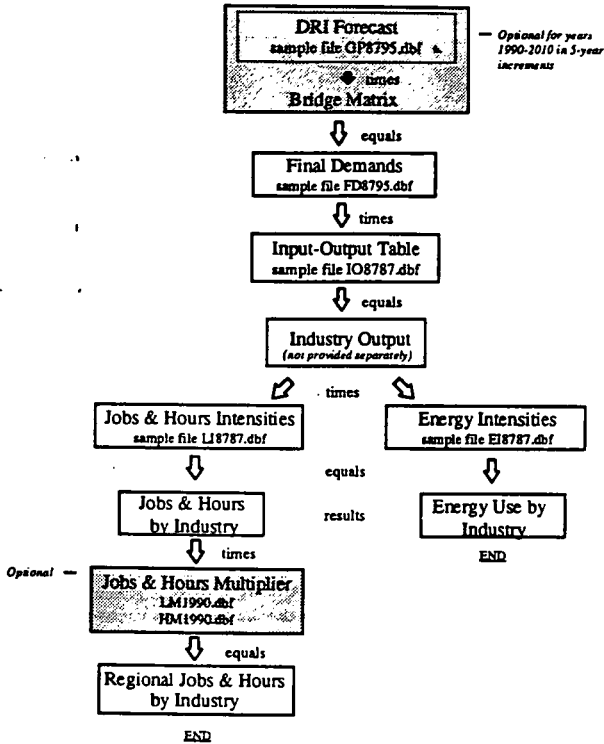 DRI Forecast
sample file GP8795.dbf
Optional for years
1990-2010 in 5-year
increments
times
Bridge Matrix
equals
Final Demands
sample file FD8795.dbf
times
Input-Output Table
sample file IO8787.dbf
equals
Industry Output
(not provided separately)
times
Jobs & Hours Intensities
sample file LI8787.dbf
Energy Intensities
sample file EI8787.dbf
equals
Jobs & Hours
by Industry
results
Energy Use by
Industry
END
times
Optional
Jobs & Hours Multiplier
LM1990.dbf
HM1990.dbf
equals
Regional Jobs & Hours
by Industry
END